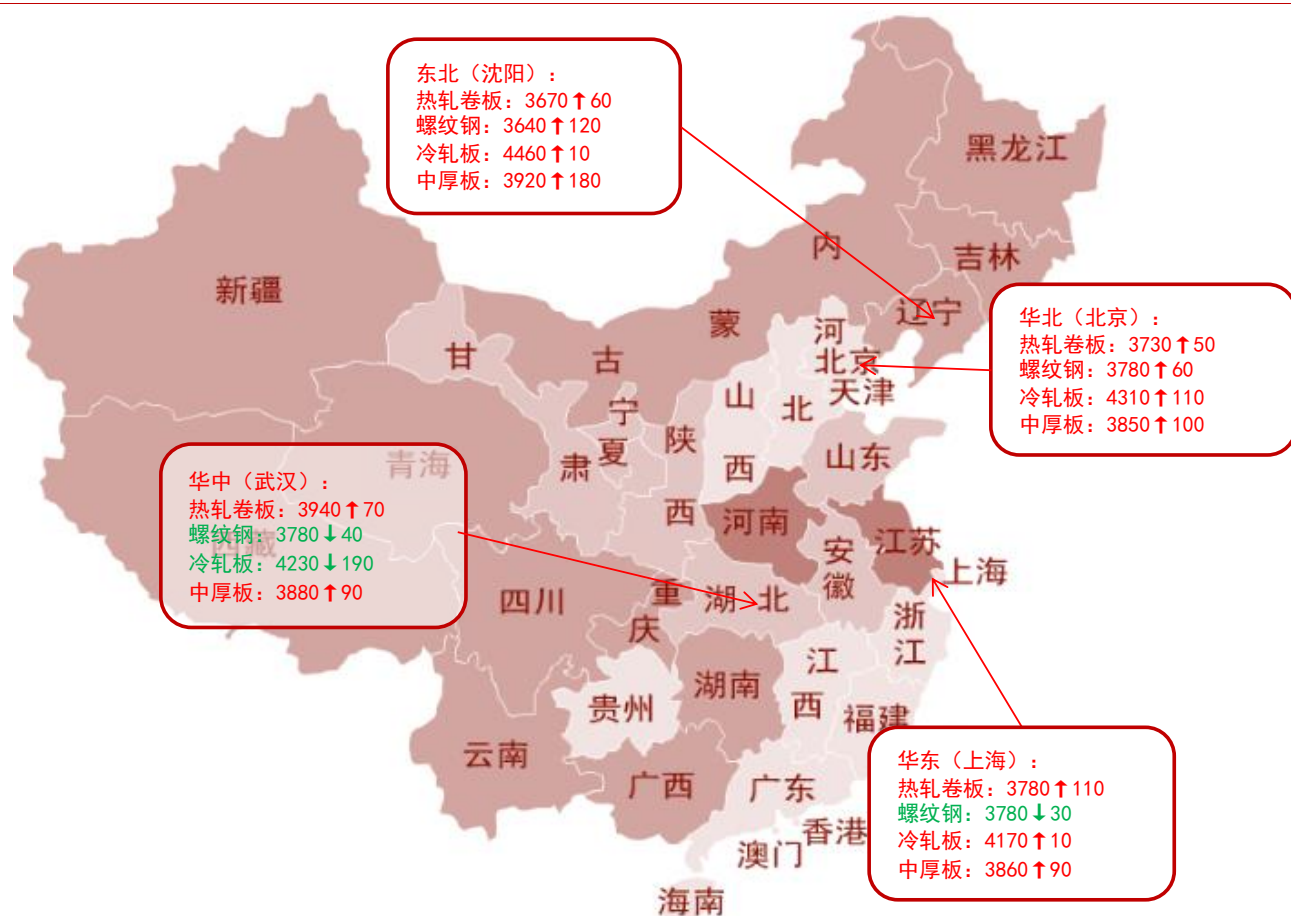 东北（沈阳）：
热轧卷板：3670↑60
螺纹钢：3640↑120
冷轧板：4460↑10
中厚板：3920↑180
黑龙江
内
蒙
古
吉林
辽宁
新疆
甘
肃
华北（北京）：
热轧卷板：3730↑50
螺纹钢：3780↑60
冷轧板：4310↑110
中厚板：3850↑100
河
北
北京
天津
山
西
宁
夏
陕
西
山东
青海
西藏
华中（武汉）：
热轧卷板：3940↑70
螺纹钢：3780↓40
冷轧板：4230↓190
中厚板：3880↑90
河南
江苏
安
徽
上海
四川
重
庆
湖北
浙
江
湖南
江
西
贵州
福建
云南
广西
广东
华东（上海）：
热轧卷板：3780↑110
螺纹钢：3780↓30
冷轧板：4170↑10
中厚板：3860↑90
香港
澳门
海南